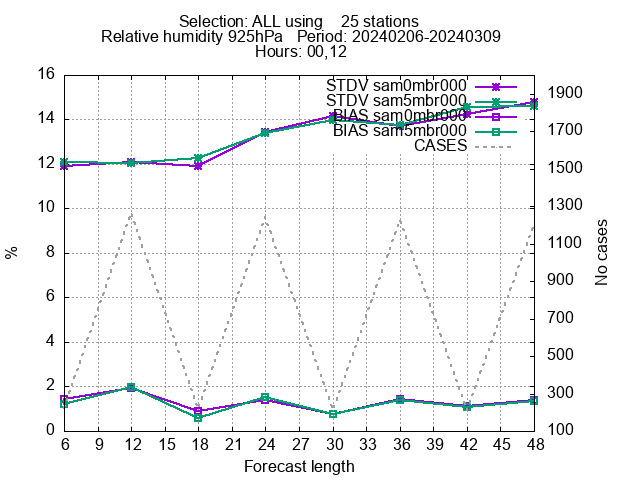 Selection: ALL using    25 stations
Relative humidity 925hPa   Period: 20240206-20240309
Hours: 00,12
STDV sam0mbr000
STDV sam5mbr000
BIAS sam0mbr000
BIAS sam5mbr000
CASES
16
14
12
10
8
6
4
2
0
%
1900
1700
1500
1300
1100
900
700
500
300
100
No cases
6 9 12 15 18 21 24 27 30 33 36 39 42 45 48
Forecast length